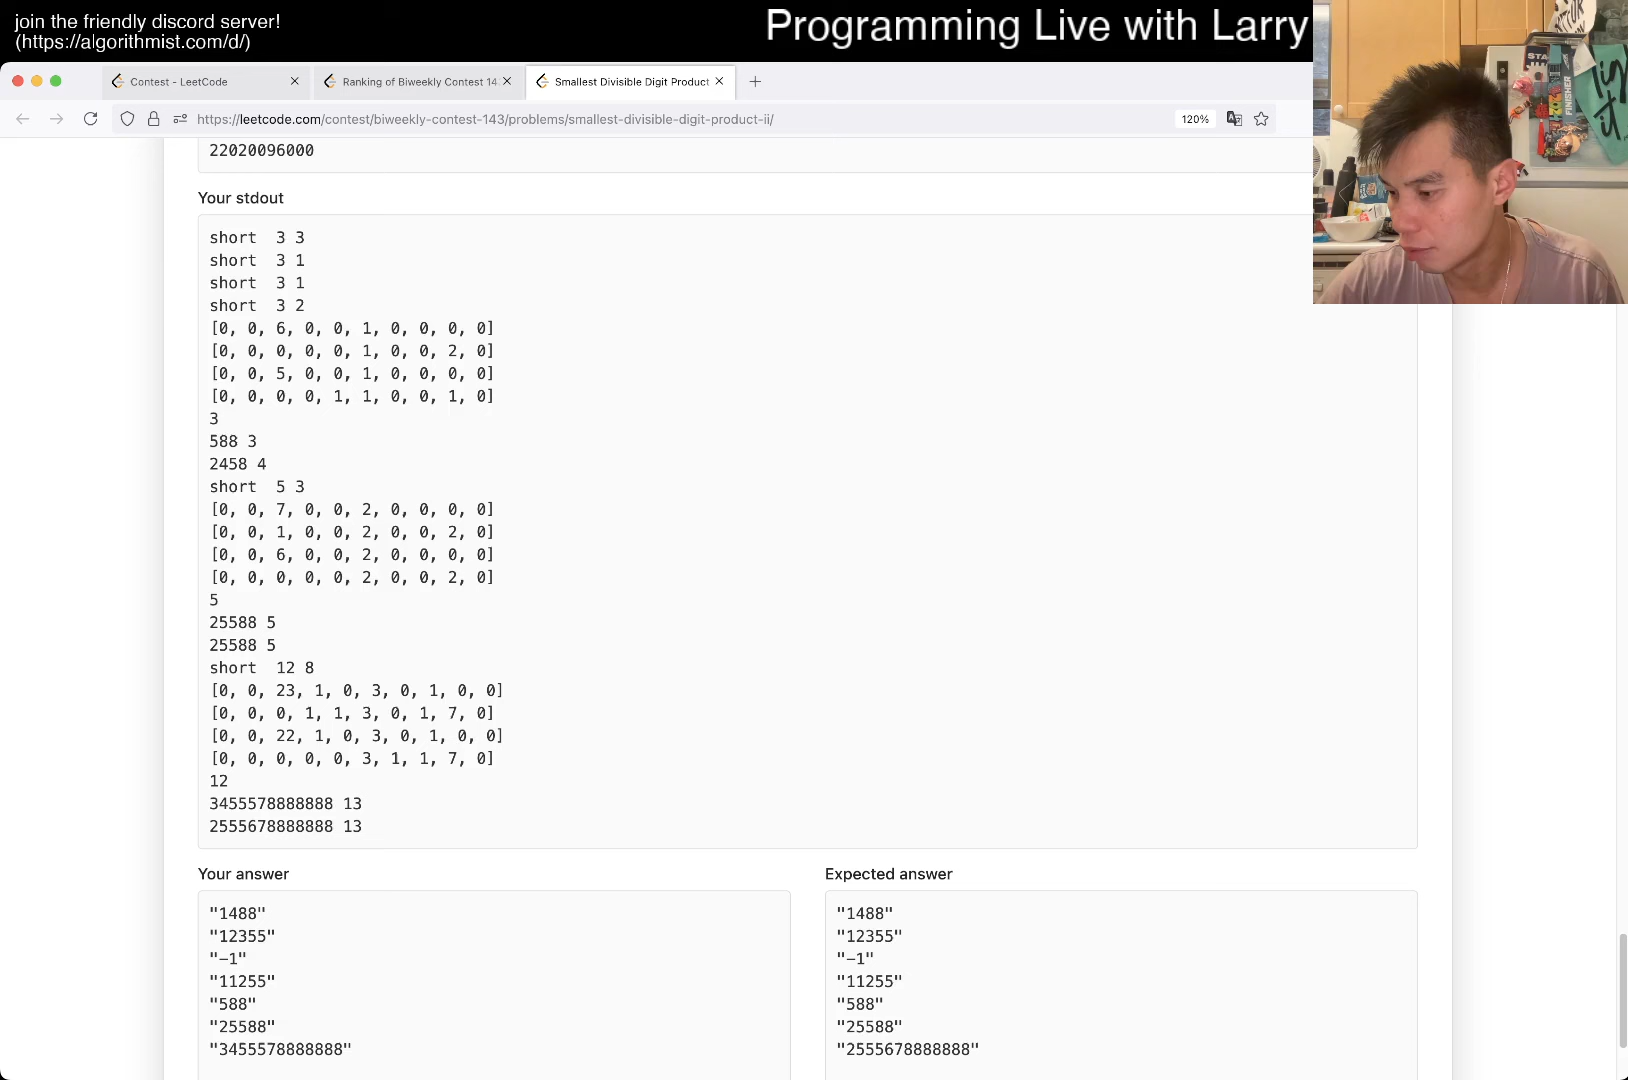 join the friendly discord server!
(https://algorithmist.com/d/)
Programming Live with Larry
Contest - LeetCode
Ranking of Biweekly Contest 14
Smallest Divisible Digit Product
https://leetcode.com/contest/biweekly-contest-143/problems/smallest-divisible-digit-product-ii/
120%
22020096000
Your stdout
short  3 3
short  3 1
short  3 1
short  3 2
[0, 0, 6, 0, 0, 1, 0, 0, 0, 0]
[0, 0, 0, 0, 0, 1, 0, 0, 2, 0]
[0, 0, 5, 0, 0, 1, 0, 0, 0, 0]
[0, 0, 0, 0, 1, 1, 0, 0, 1, 0]
3
588 3
2458 4
short  5 3
[0, 0, 7, 0, 0, 2, 0, 0, 0, 0]
[0, 0, 1, 0, 0, 2, 0, 0, 2, 0]
[0, 0, 6, 0, 0, 2, 0, 0, 0, 0]
[0, 0, 0, 0, 0, 2, 0, 0, 2, 0]
5
25588 5
25588 5
short  12 8
[0, 0, 23, 1, 0, 3, 0, 1, 0, 0]
[0, 0, 0, 1, 1, 3, 0, 1, 7, 0]
[0, 0, 22, 1, 0, 3, 0, 1, 0, 0]
[0, 0, 0, 0, 0, 3, 1, 1, 7, 0]
12
3455578888888 13
2555678888888 13
Your answer
"1488"
"12355"
"-1"
"11255"
"588"
"25588"
"3455578888888"
Expected answer
"1488"
"12355"
"-1"
"11255"
"588"
"25588"
"2555678888888"
FINISHER